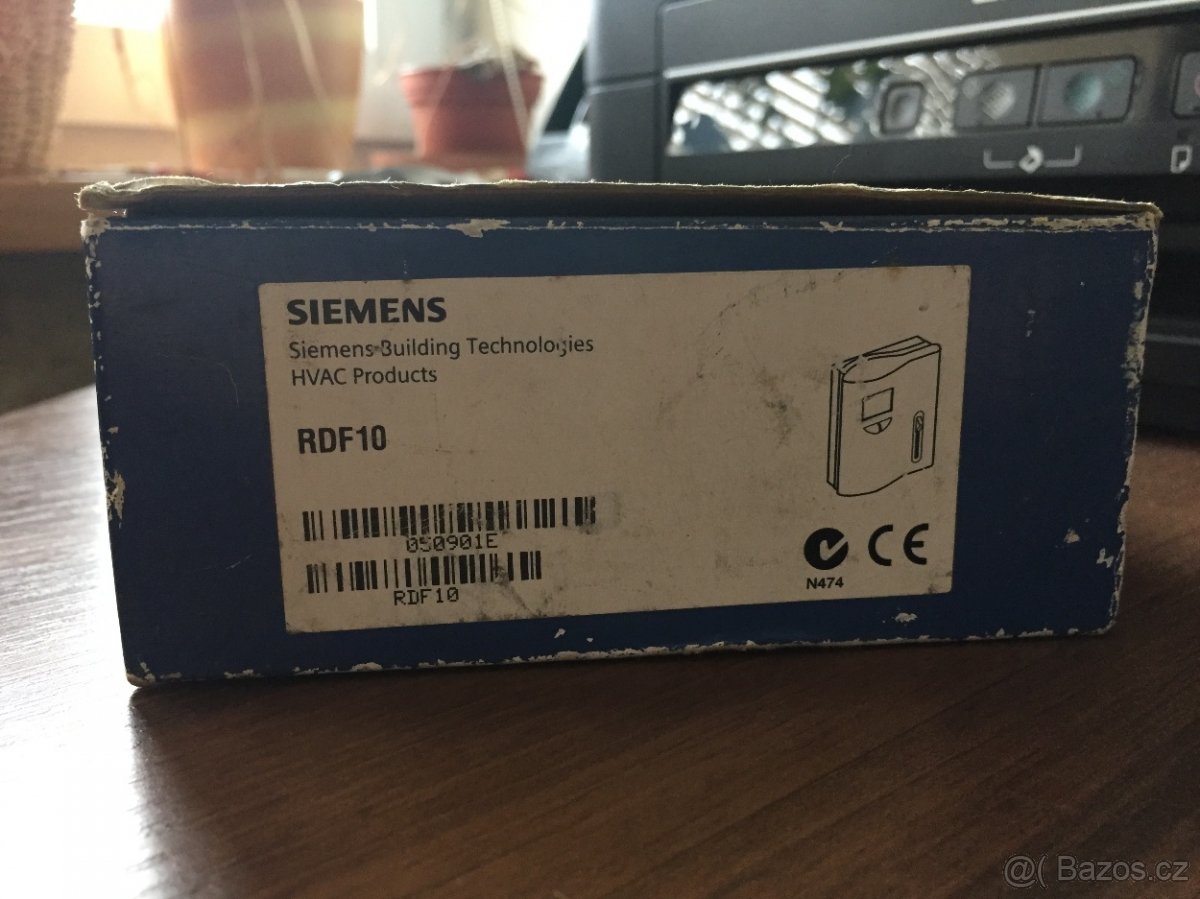 SIEMENS
Siemens Building Technologies
HVAC Products
RDF10
050901E
RDF10
CE
N474
@( Bazos.cz